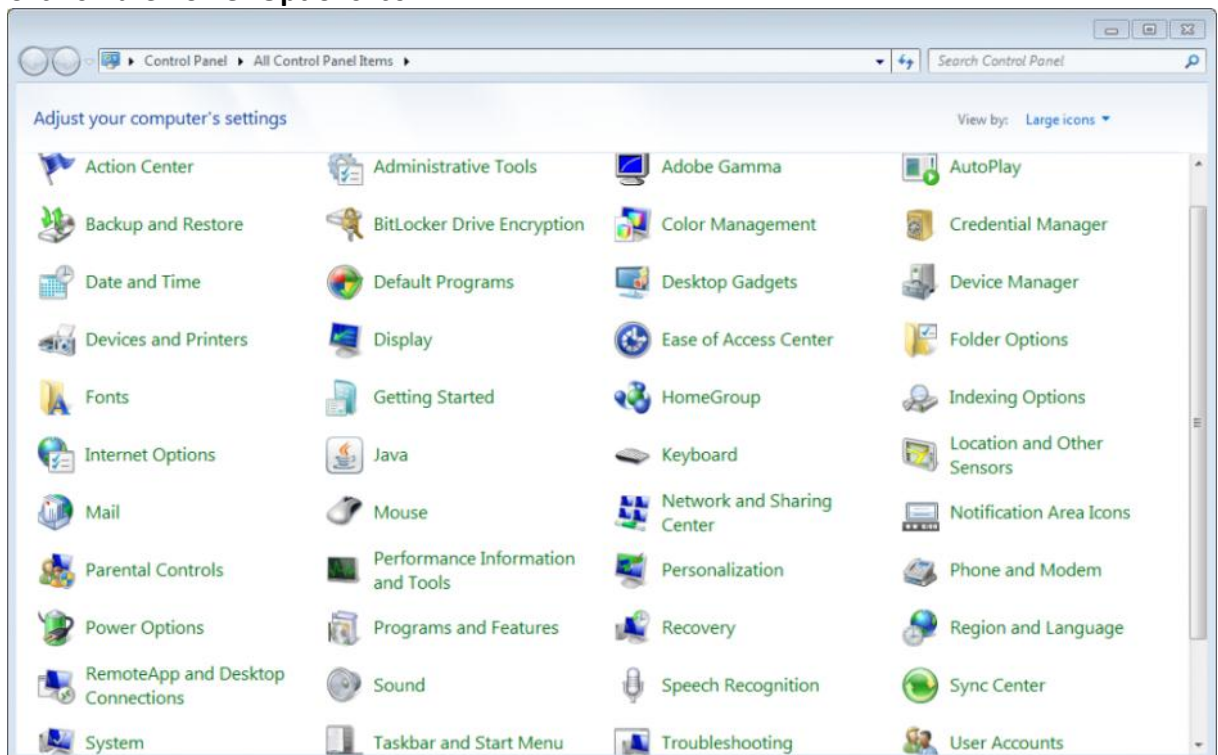 Control Panel All Control Panel Items Search Control Panel
Adjust your computer's settings View by: Large icons
Action Center Administrative Tools Adobe Gamma AutoPlay
Backup and Restore BitLocker Drive Encryption Color Management Credential Manager
Date and Time Default Programs Desktop Gadgets Device Manager
Devices and Printers Display Ease of Access Center Folder Options
Fonts Getting Started HomeGroup Indexing Options
Internet Options Java Keyboard Location and Other
Sensors
Mail Mouse Network and Sharing
Center Notification Area Icons
Parental Controls Performance Information
and Tools Personalization Phone and Modem
Power Options Programs and Features Recovery Region and Language
RemoteApp and Desktop
Connections Sound Speech Recognition Sync Center
System Taskbar and Start Menu Troubleshooting User Accounts